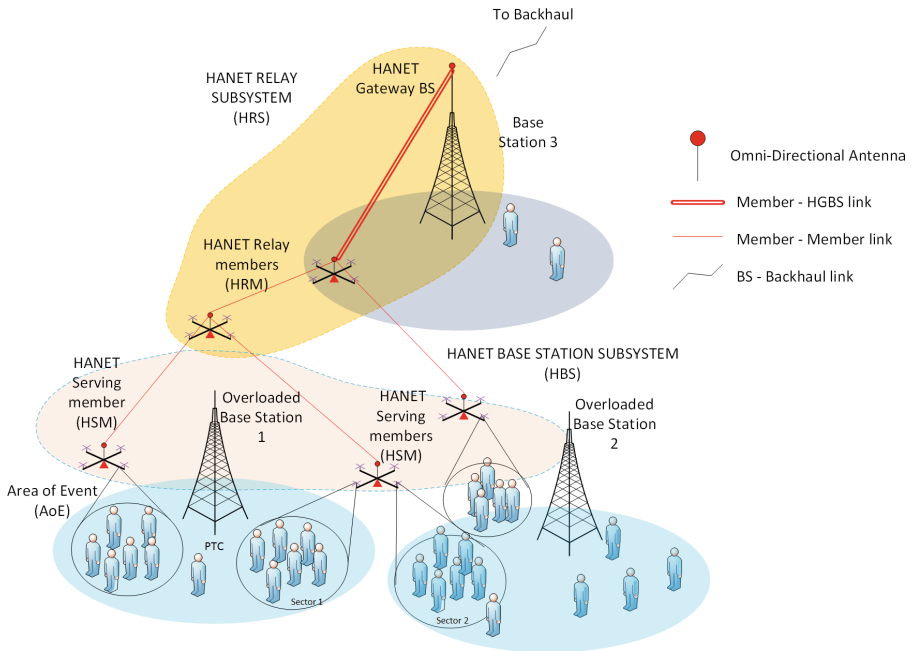 To Backhaul
HANET RELAY
SUBSYSTEM
(HRS)
HANET
Gateway BS
Base
Station 3
Omni-Directional Antenna
Member - HGBS link
Member - Member link
BS - Backhaul link
HANET Relay
members
(HRM)
HANET BASE STATION SUBSYSTEM
(HBS)
HANET
Serving
member
(HSM)
Overloaded
Base Station
1
HANET
Serving
members
(HSM)
Overloaded
Base Station
2
Area of Event
(AoE)
PTC
Sector 1
Sector 2